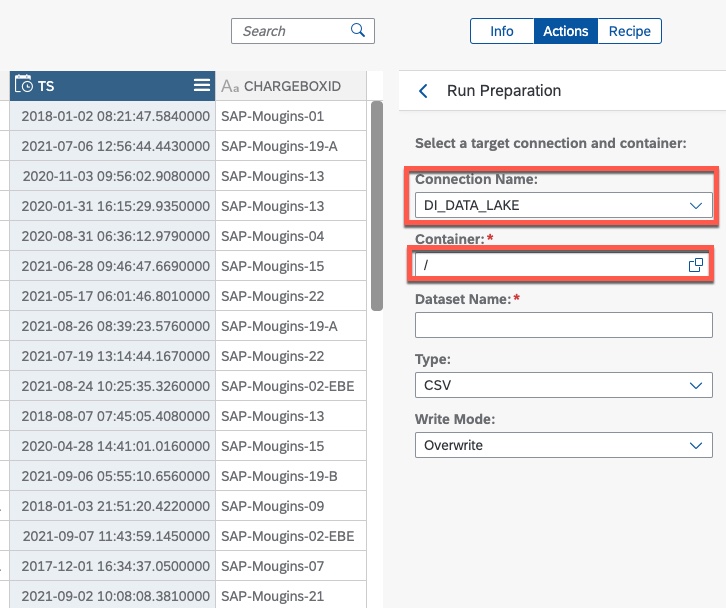 Search
Info Actions Recipe
TS Aa CHARGEBOXID
2018-01-02 08:21:47.5840000 SAP-Mougins-01
2021-07-06 12:56:44.4430000 SAP-Mougins-19-A
2020-11-03 09:56:02.9080000 SAP-Mougins-13
2020-01-31 16:15:29.9350000 SAP-Mougins-13
2020-08-31 06:36:12.9790000 SAP-Mougins-04
2021-06-28 09:46:47.6690000 SAP-Mougins-15
2021-05-17 06:01:46.8010000 SAP-Mougins-22
2021-08-26 08:39:23.5760000 SAP-Mougins-19-A
2021-07-19 13:14:44.1670000 SAP-Mougins-22
2021-08-24 10:25:35.3260000 SAP-Mougins-02-EBE
2018-08-07 07:45:05.4080000 SAP-Mougins-13
2020-04-28 14:41:01.0160000 SAP-Mougins-15
2021-09-06 05:55:10.6560000 SAP-Mougins-19-B
2018-01-03 21:51:20.4220000 SAP-Mougins-09
2021-09-07 11:43:59.1450000 SAP-Mougins-02-EBE
2017-12-01 16:34:37.0500000 SAP-Mougins-07
2021-09-02 10:08:08.3810000 SAP-Mougins-21
Run Preparation
Select a target connection and container:
Connection Name:
DI_DATA_LAKE
Container:*
/
Dataset Name:*
Type:
CSV
Write Mode:
Overwrite